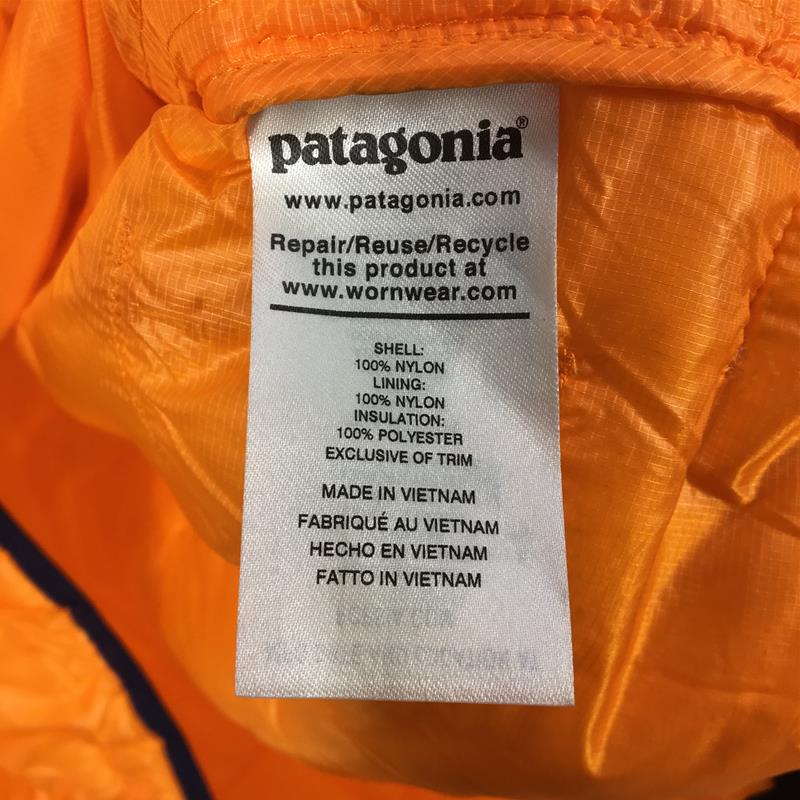 patagonia®
www.patagonia.com
Repair/Reuse/Recycle
this product at
www.wornwear.com
SHELL:
100% NYLON
LINING:
100% NYLON
INSULATION:
100% POLYESTER
EXCLUSIVE OF TRIM
MADE IN VIETNAM
FABRIQUÉ AU VIETNAM
HECHO EN VIETNAM
FATTO IN VIETNAM